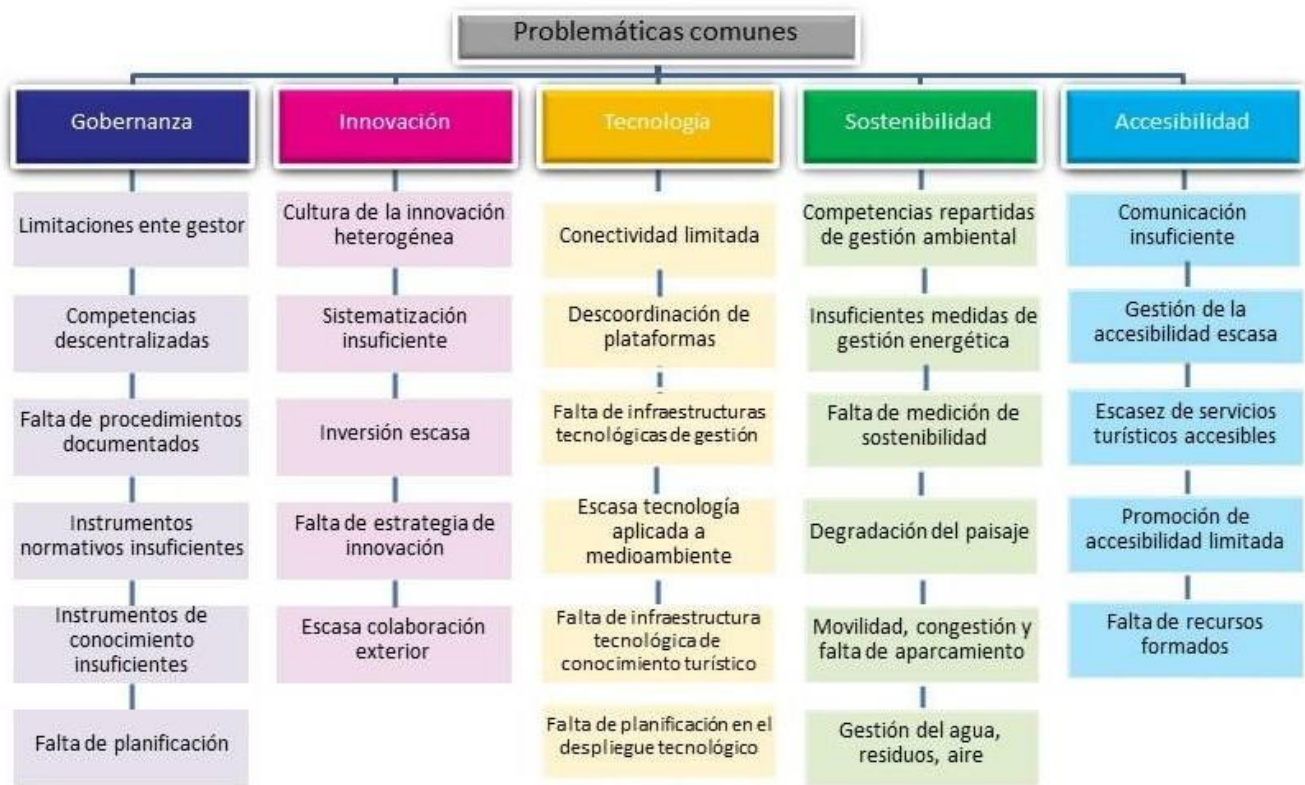 Problemáticas comunes
Gobernanza
Limitaciones ente gestor
Competencias
descentralizadas
Falta de procedimientos
documentados
Instrumentos
normativos insuficientes
Instrumentos de
conocimiento
insuficientes
Falta de planificación
Innovación
Cultura de la innovación
heterogénea
Sistematización
insuficiente
Inversión escasa
Falta de estrategia de
innovación
Escasa colaboración
exterior
Tecnología
Conectividad limitada
Descoordinación de
plataformas
Falta de infraestructuras
tecnológicas de gestión
Escasa tecnología
aplicada a
medioambiente
Falta de infraestructura
tecnológica de
conocimiento turístico
Falta de planificación en el
despliegue tecnológico
Sostenibilidad
Competencias repartidas
de gestión ambiental
Insuficientes medidas de
gestión energética
Falta de medición de
sostenibilidad
Degradación del paisaje
Movilidad, congestión y
falta de aparcamiento
Gestión del agua,
residuos, aire
Accesibilidad
Comunicación
insuficiente
Gestión de la
accesibilidad escasa
Escasez de servicios
turísticos accesibles
Promoción de
accesibilidad limitada
Falta de recursos
formados